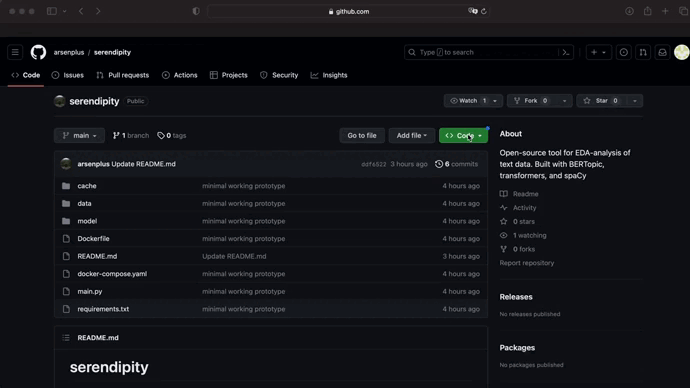 github.com
arsenplus / serendipity
Type / to search
Code Issues Pull requests Actions Projects Security Insights
serendipity Public
Watch 1 Fork 0 Star 0
main 1 branch 0 tags Go to file Add file Code
arsenplus Update README.md ddf6522 3 hours ago 6 commits
cache minimal working prototype 4 hours ago
data minimal working prototype 4 hours ago
model minimal working prototype 4 hours ago
Dockerfile minimal working prototype 4 hours ago
README.md Update README.md 3 hours ago
docker-compose.yaml minimal working prototype 4 hours ago
main.py minimal working prototype 4 hours ago
requirements.txt minimal working prototype 4 hours ago
README.md
serendipity
About
Open-source tool for EDA-analysis of
text data. Built with BERTopic,
transformers, and spaCy
Readme
Activity
0 stars
1 watching
0 forks
Report repository
Releases
No releases published
Packages
No packages published